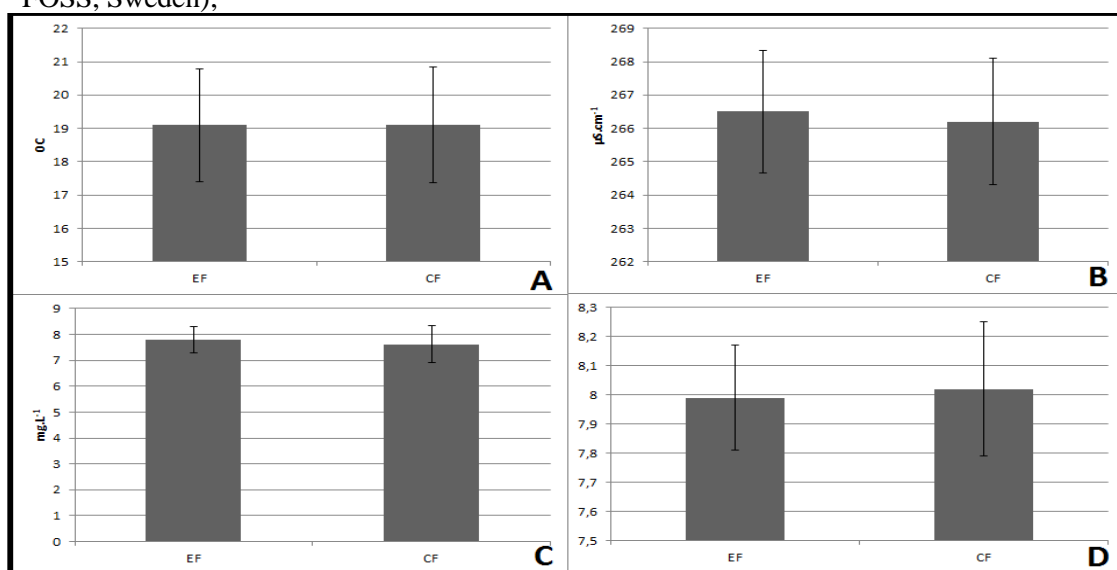 FOSS, Sweden);
22
21
20
19
18
17
16
15
0C
EF
CF
A
269
268
267
266
265
264
263
262
µS.cm⁻¹
EF
CF
B
9
8
7
6
5
4
3
2
1
0
mg.L⁻¹
EF
CF
C
8,3
8,2
8,1
8
7,9
7,8
7,7
7,6
7,5
EF
CF
D